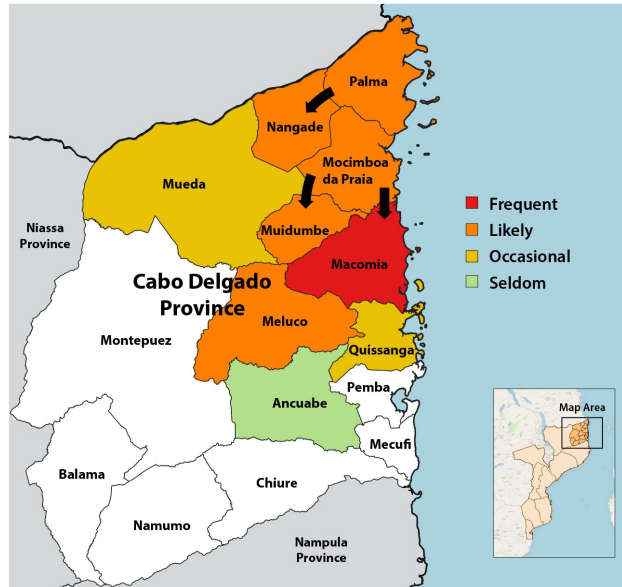 Palma
Nangade
Mocimboa
da Praia
Mueda
Niassa
Province
Muidumbe
Macomia
Cabo Delgado
Province
Montepuez
Meluco
Quissanga
Pemba
Ancuabe
Mecufi
Balama
Chiure
Namumo
Nampula
Province
Frequent
Likely
Occasional
Seldom
Map Area